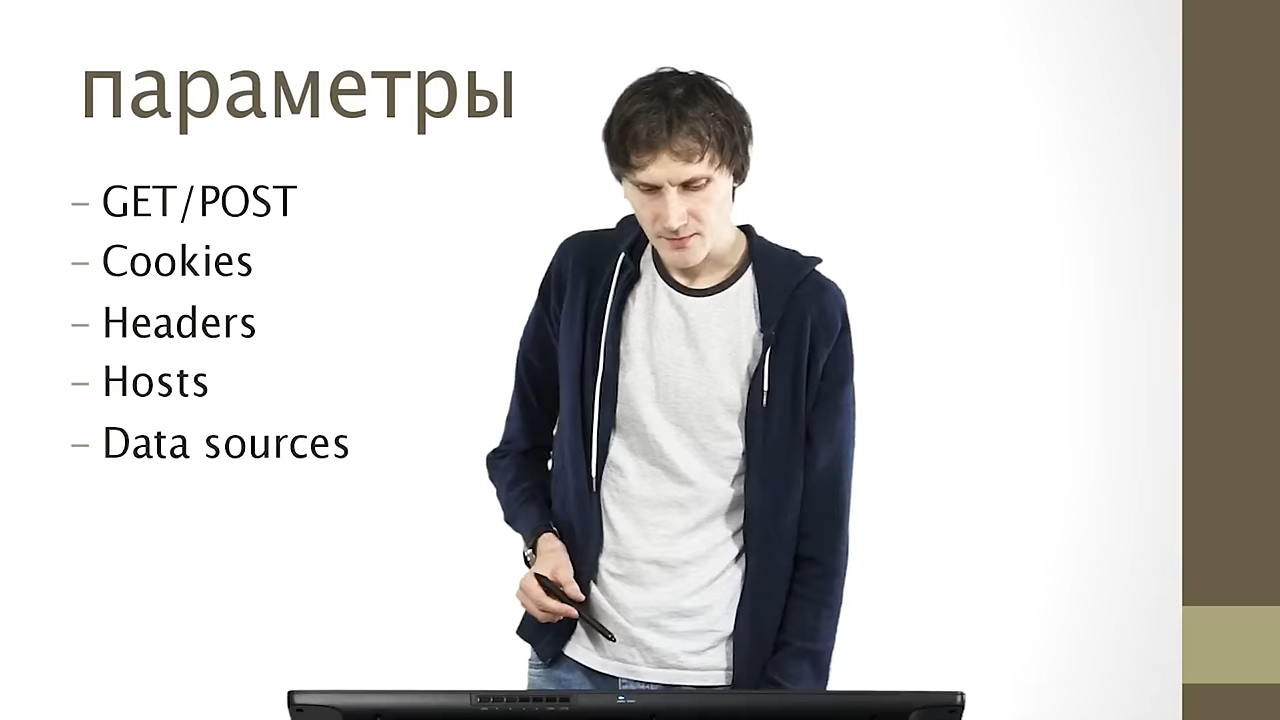 параметры
– GET/POST
– Cookies
– Headers
– Hosts
– Data sources